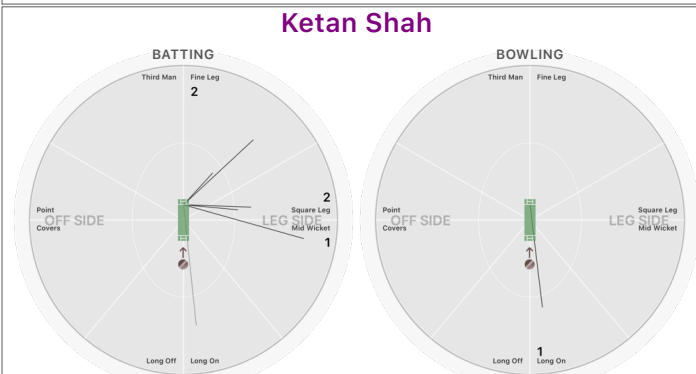 Ketan Shah
BATTING
Third Man Fine Leg
2
2
Point Square Leg
OFF SIDE LEG SIDE
Covers Mid Wicket
1
Long Off Long On
BOWLING
Third Man Fine Leg
Point Square Leg
OFF SIDE LEG SIDE
Covers Mid Wicket
1
Long Off Long On